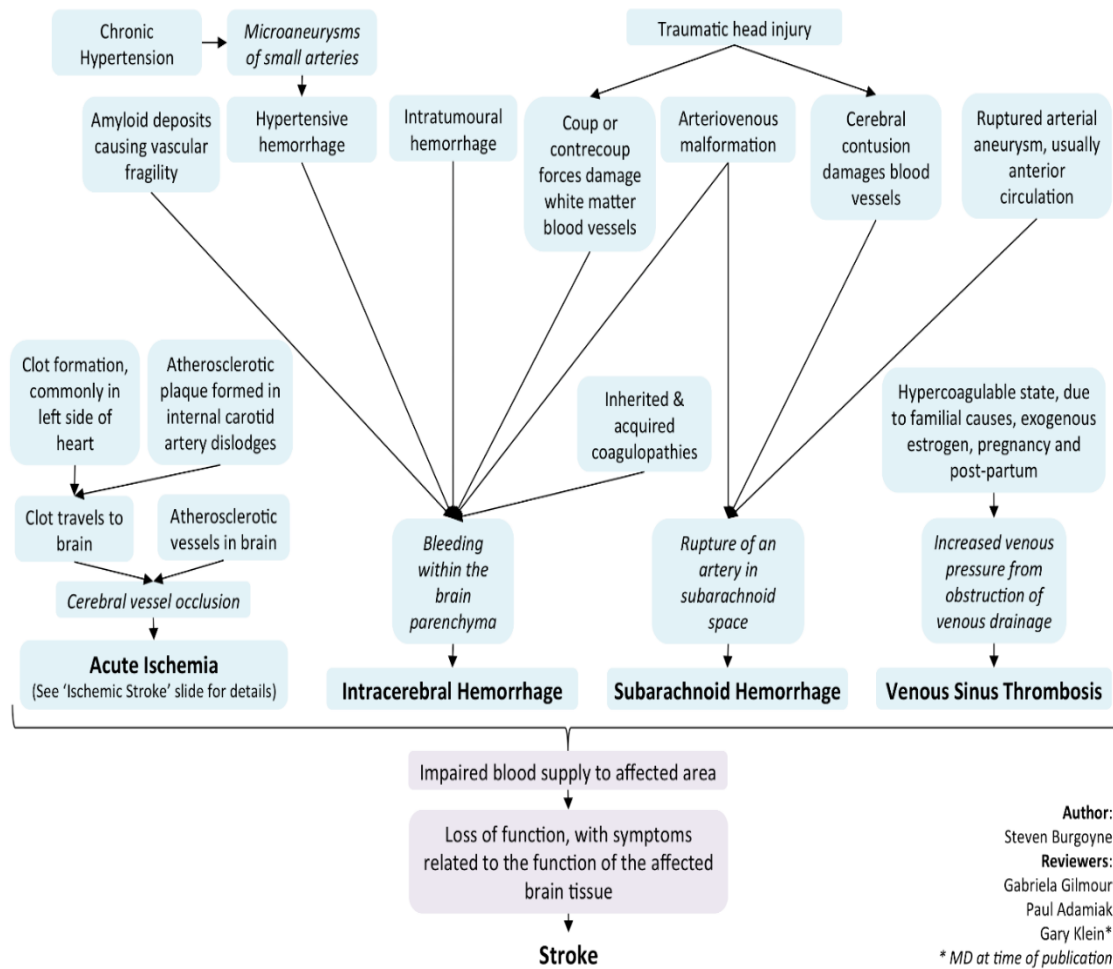 Chronic
Hypertension
Microaneurysms
of small arteries
Traumatic head injury
Amyloid deposits
causing vascular
fragility
Hypertensive
hemorrhage
Intratumoural
hemorrhage
Coup or
contrecoup
forces damage
white matter
blood vessels
Arteriovenous
malformation
Cerebral
contusion
damages blood
vessels
Ruptured arterial
aneurysm, usually
anterior
circulation
Clot formation,
commonly in
left side of
heart
Atherosclerotic
plaque formed in
internal carotid
artery dislodges
Inherited &
acquired
coagulopathies
Hypercoagulable state, due
to familial causes, exogenous
estrogen, pregnancy and
post-partum
Clot travels to
brain
Atherosclerotic
vessels in brain
Bleeding
within the
brain
parenchyma
Rupture of an
artery in
subarachnoid
space
Increased venous
pressure from
obstruction of
venous drainage
Cerebral vessel occlusion
Acute Ischemia
(See ‘Ischemic Stroke’ slide for details)
Intracerebral Hemorrhage
Subarachnoid Hemorrhage
Venous Sinus Thrombosis
Impaired blood supply to affected area
Loss of function, with symptoms
related to the function of the affected
brain tissue
Stroke
Author:
Steven Burgoyne
Reviewers:
Gabriela Gilmour
Paul Adamiak
Gary Klein*
* MD at time of publication